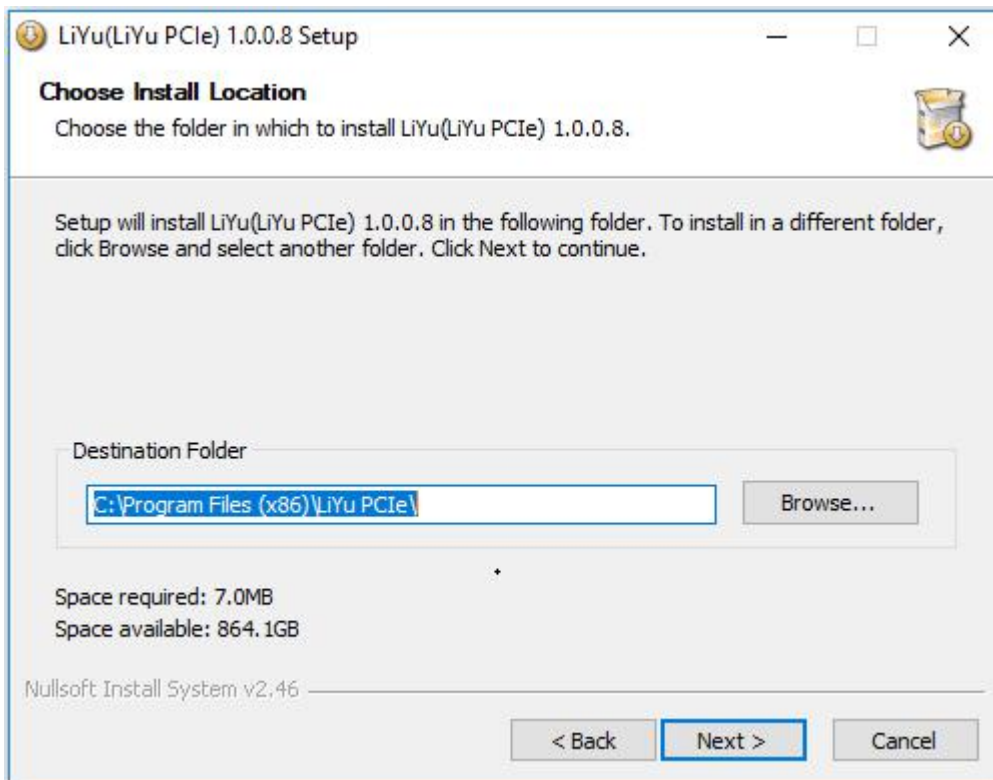 LiYu(LiYu PCIe) 1.0.0.8 Setup
Choose Install Location
Choose the folder in which to install LiYu(LiYu PCIe) 1.0.0.8.
Setup will install LiYu(LiYu PCIe) 1.0.0.8 in the following folder. To install in a different folder,
click Browse and select another folder. Click Next to continue.
Destination Folder
C:\Program Files (x86)\LiYu PCIe\
Browse...
Space required: 7.0MB
Space available: 864.1GB
Nullsoft Install System v2.46
< Back
Next >
Cancel